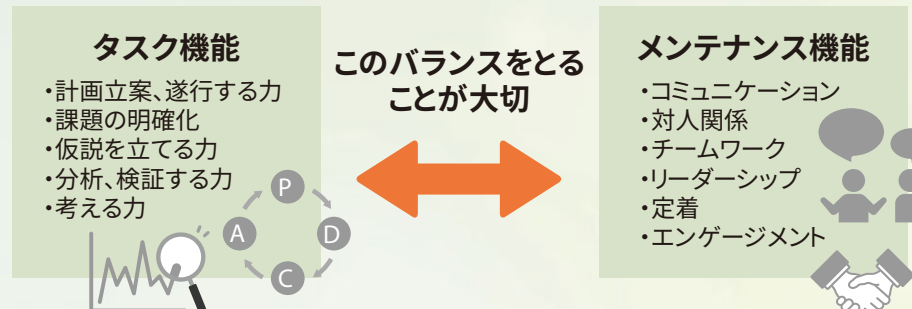 タスク機能
・計画立案、遂行する力
・課題の明確化
・仮説を立てる力
・分析、検証する力
・考える力
P
D
C
A
このバランスをとる
ことが大切
メンテナンス機能
・コミュニケーション
・対人関係
・チームワーク
・リーダーシップ
・定着
・エンゲージメント